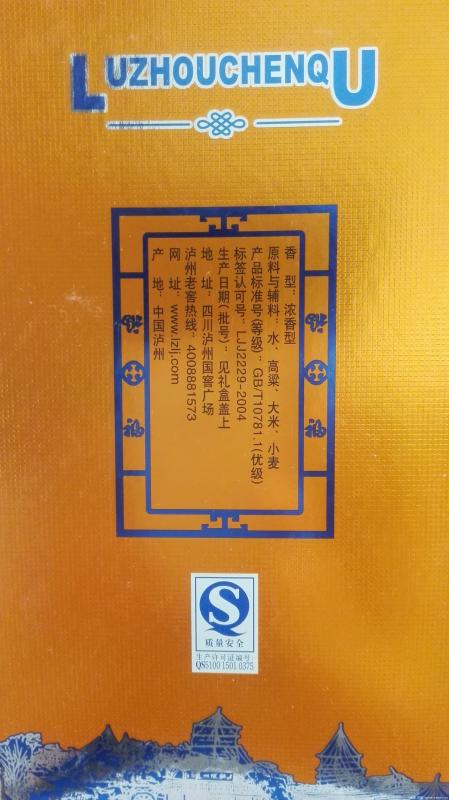 LUZHOUCHENQU
香 型：浓香型
原料与辅料：水、高粱、大米、小麦
产品标准号(等级)：GB/T10781.1(优级)
标签认可号：LJJ2229-2004
生产日期(批号)：见礼盒盖上
地 址：四川泸州国窖广场
泸州老窖热线：4008881573
网 址：www.lzlj.com
产 地：中国泸州
福 福
福 福
质量安全
生产许可证编号:
QS5100 1501 0375